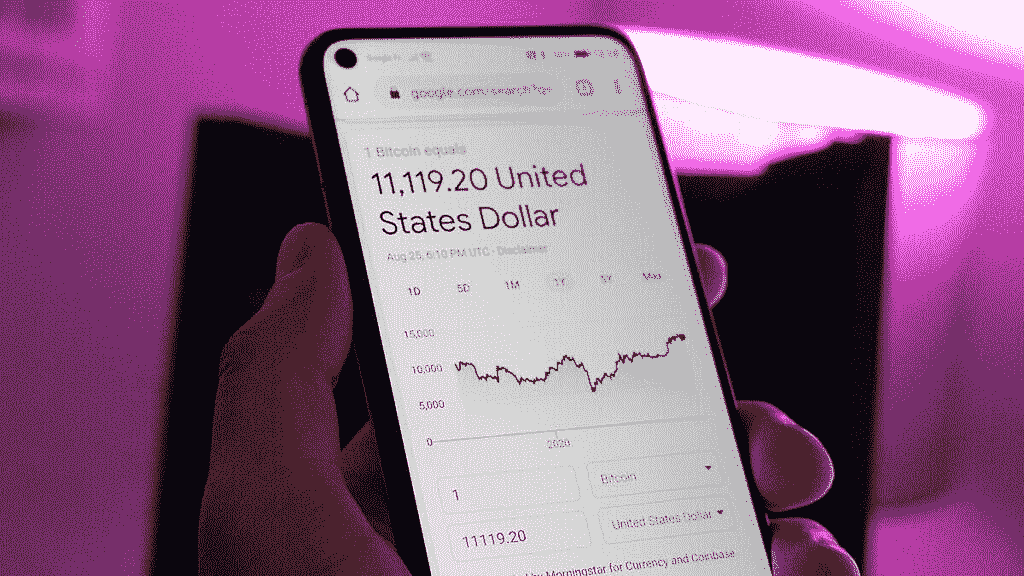 google.com/search?q=
1 Bitcoin equals
11,119.20 United
States Dollar
Aug 25, 6:10 PM UTC · Disclaimer
1D 5D 1M 1Y 5Y Max
15,000
10,000
5,000
0
2020
1 Bitcoin
11119.20 United States Dollar
by Morningstar for Currency and Coinbase